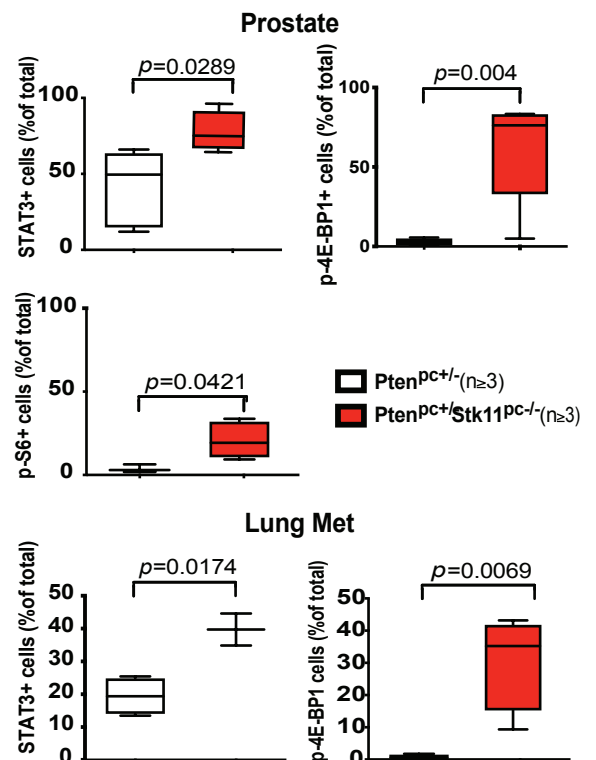 Prostate
p=0.0289
STAT3+ cells (%of total)
100
50
0
p=0.004
p-4E-BP1+ cells (%of total)
100
50
0
p-S6+ cells (%of total)
100
50
0
p=0.0421
Pten^pc+/-(n≥3)
Pten^pc+/-Stk11^pc-/-(n≥3)
Lung Met
p=0.0174
STAT3+ cells (%of total)
50
40
30
20
10
0
p=0.0069
p-4E-BP1 cells (%of total)
50
40
30
20
10
0